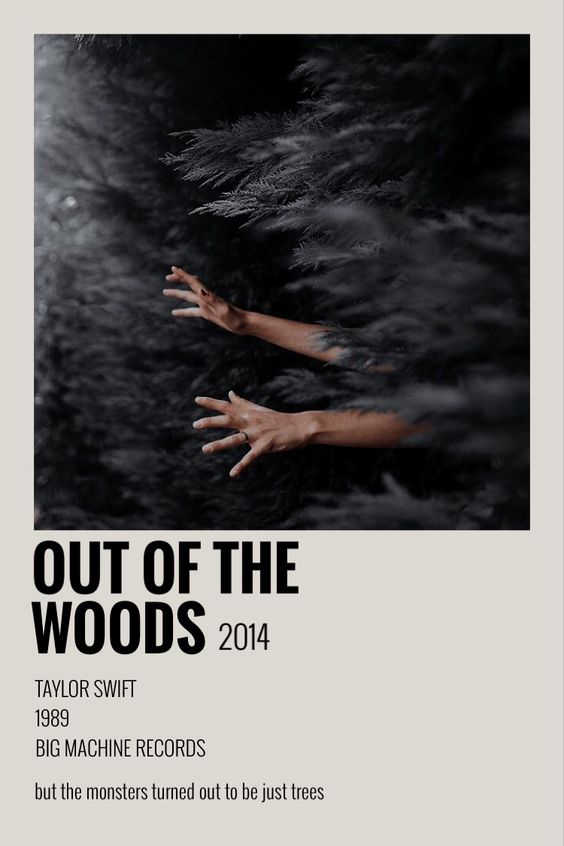 OUT OF THE
WOODS 2014
TAYLOR SWIFT
1989
BIG MACHINE RECORDS
but the monsters turned out to be just trees